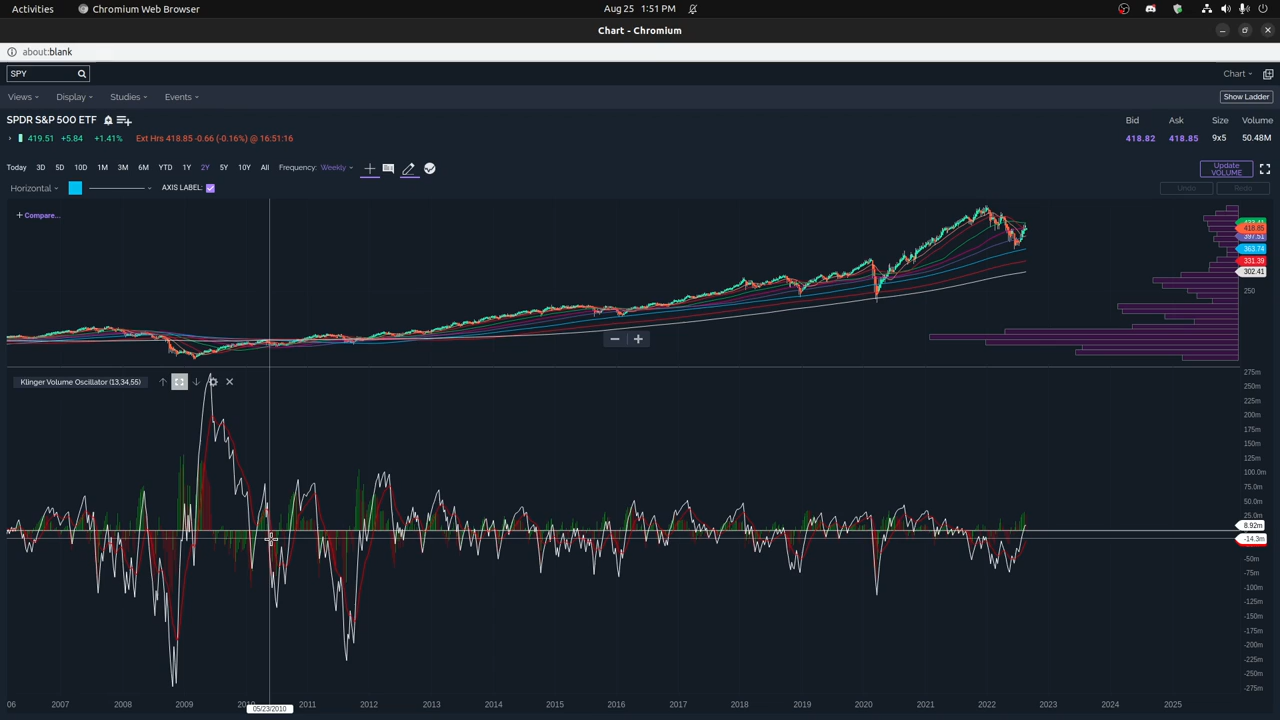 Activities Chromium Web Browser Aug 25 1:51 PM
Chart - Chromium
about:blank
SPY Chart
Views Display Studies Events Show Ladder
SPDR S&P 500 ETF Bid Ask Size Volume
419.51 +5.84 +1.41% Ext Hrs 418.85 -0.66 (-0.16%) @ 16:51:16 418.82 418.85 9x5 50.48M
Today 3D 5D 10D 1M 3M 6M YTD 1Y 2Y 5Y 10Y All Frequency: Weekly Update
VOLUME
Horizontal AXIS LABEL: Undo Redo
+ Compare...
418.85
397.51
363.74
331.39
302.41
250
Klinger Volume Oscillator (13,34,55)
275m
250m
225m
200m
175m
150m
125m
100.0m
75.0m
50.0m
25.0m
8.92m
-14.3m
-50m
-75m
-100m
-125m
-150m
-175m
-200m
-225m
-250m
-275m
06 2007 2008 2009 2010 2011 2012 2013 2014 2015 2016 2017 2018 2019 2020 2021 2022 2023 2024 2025
05/23/2010